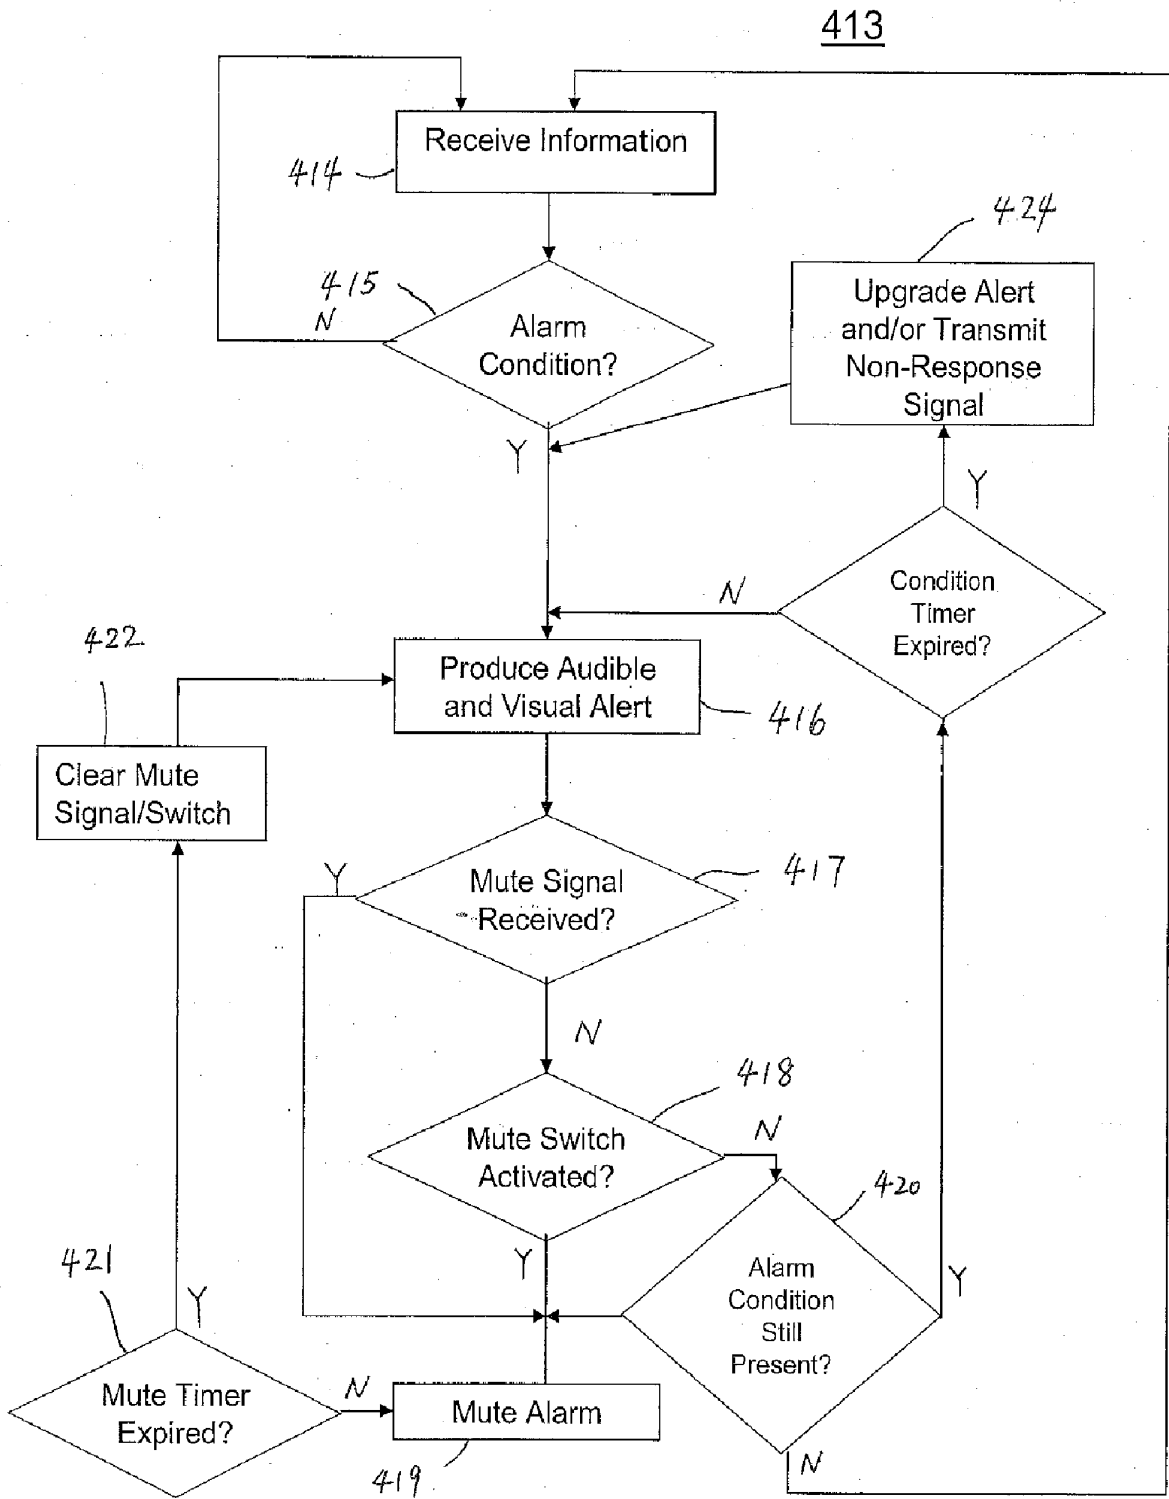 413
Receive Information
414
424
415
N
Alarm
Condition?
Upgrade Alert
and/or Transmit
Non-Response
Signal
Y
Y
Condition
Timer
Expired?
N
422
Produce Audible
and Visual Alert
416
Clear Mute
Signal/Switch
Y
Mute Signal
Received?
417
N
418
Mute Switch
Activated?
N
420
Y
Alarm
Condition
Still
Present?
Y
421
Y
Mute Timer
Expired?
N
Mute Alarm
419
N